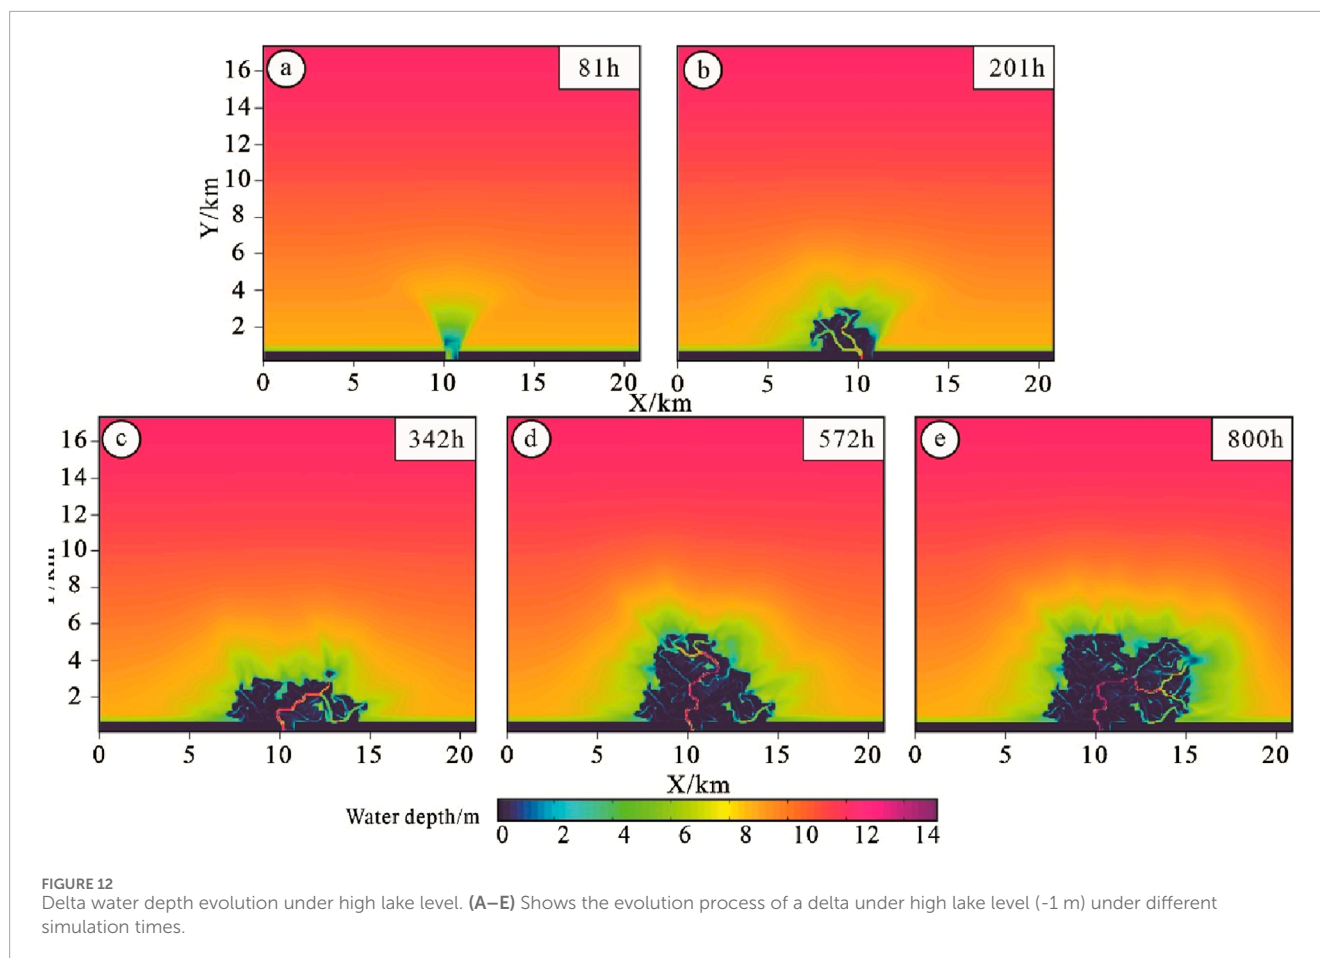 a 81h
b 201h
16
14
12
10
8
6
4
2
Y/km
0 5 10 15 20
0 5 10 15 20
X/km
c 342h
d 572h
e 800h
16
14
12
10
8
6
4
2
0 5 10 15 20
0 5 10 15 20
0 5 10 15 20
X/km
Water depth/m
0 2 4 6 8 10 12 14
FIGURE 12
Delta water depth evolution under high lake level. (A–E) Shows the evolution process of a delta under high lake level (-1 m) under different
simulation times.